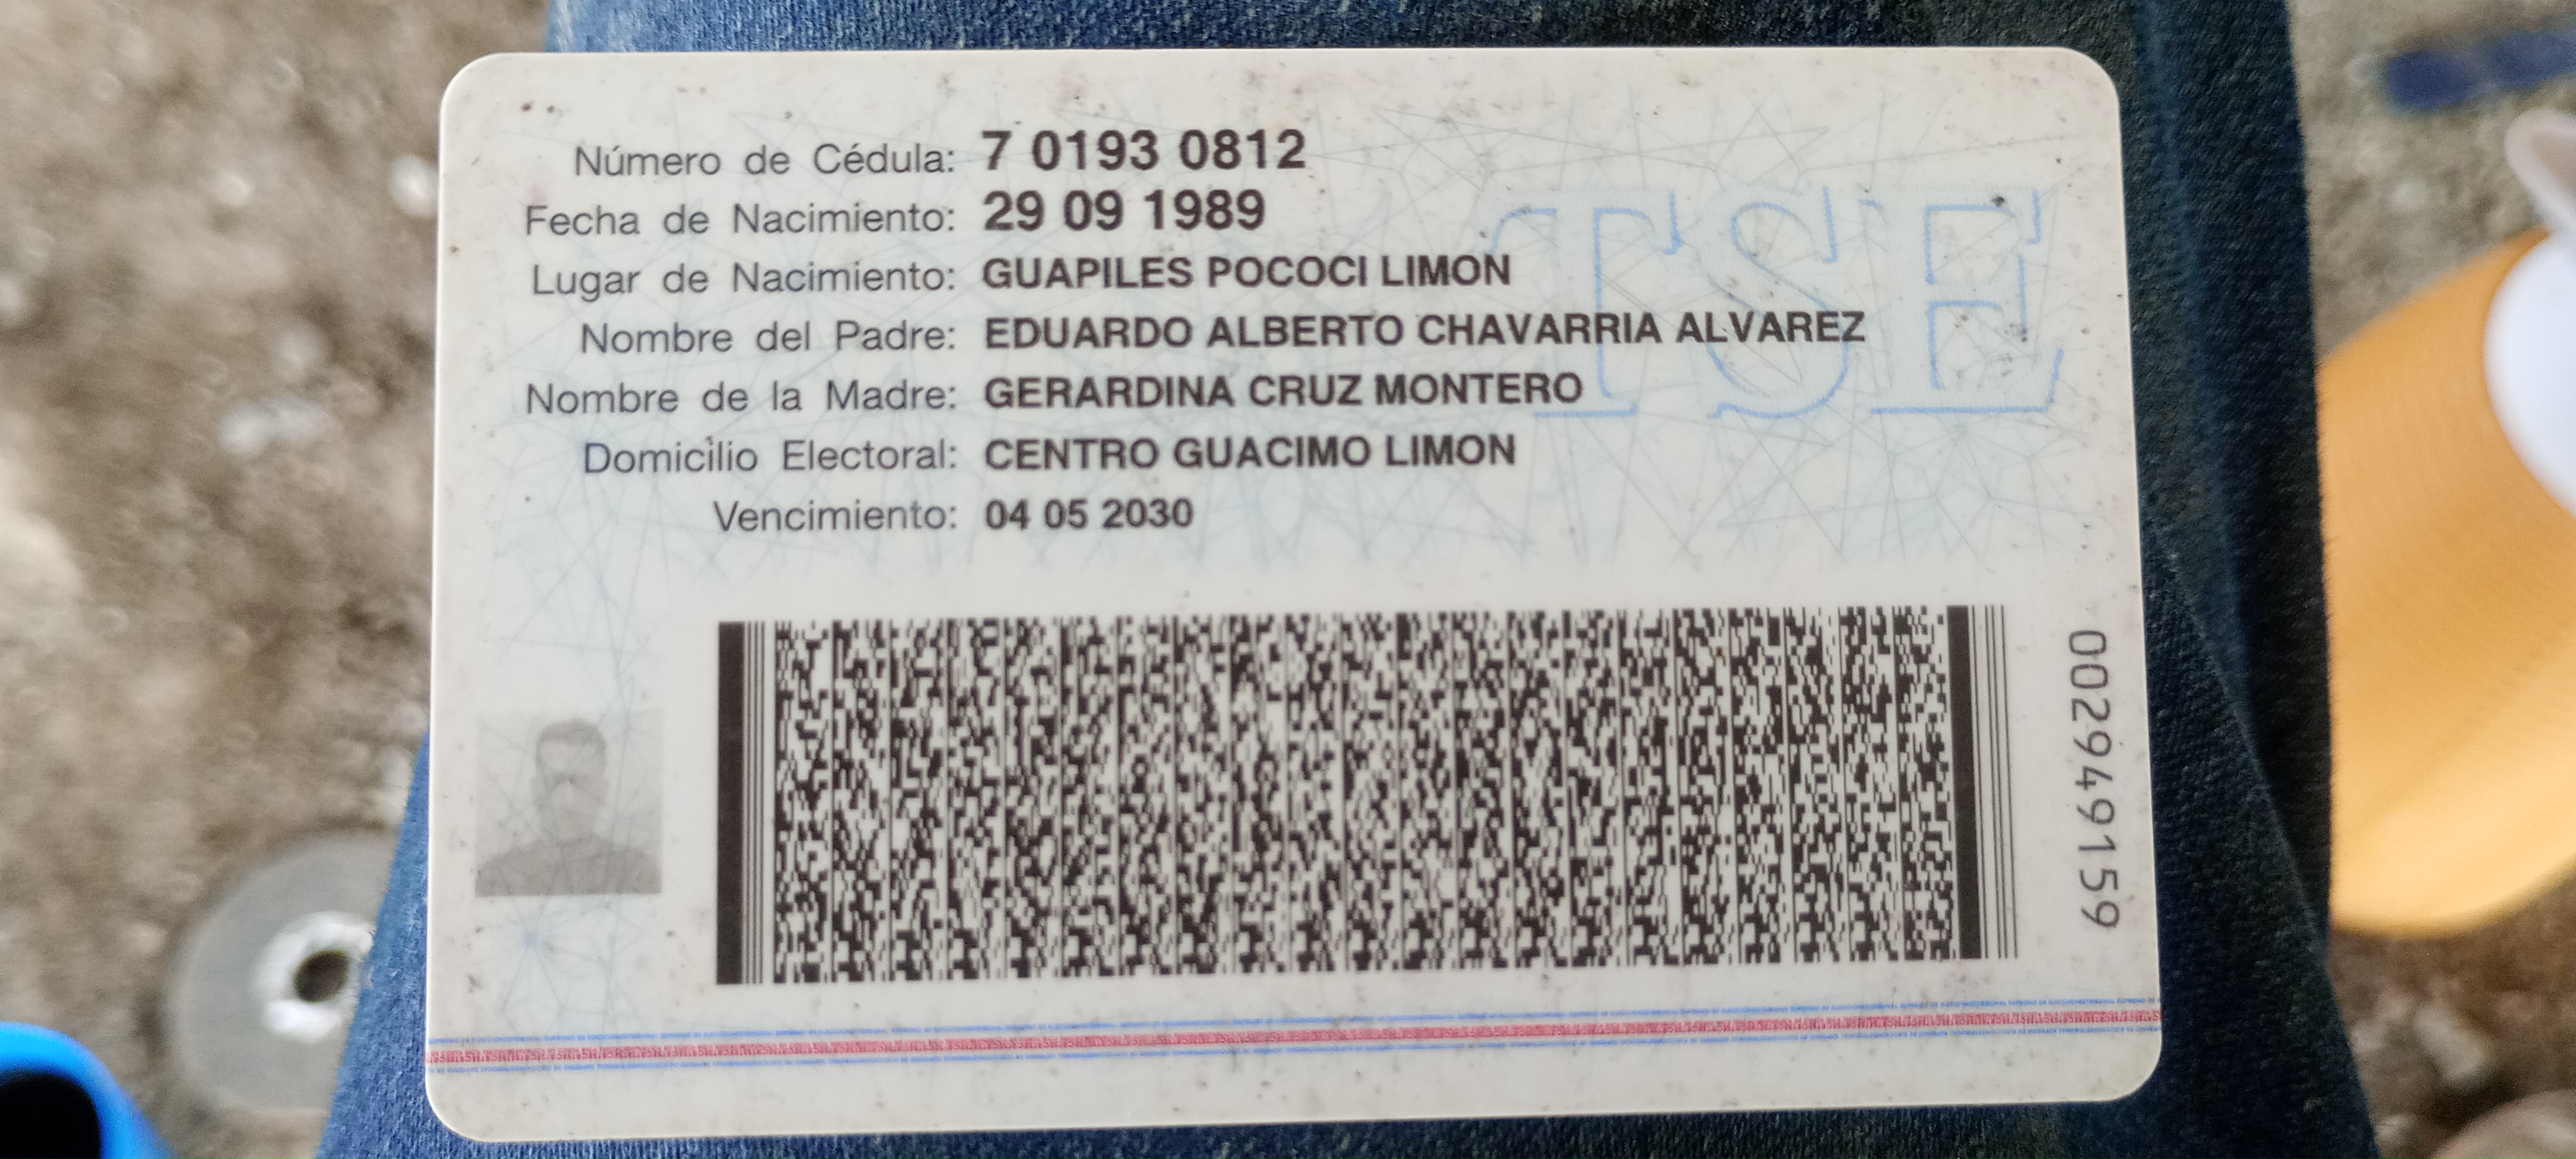 Número de Cédula: 7 0193 0812
Fecha de Nacimiento: 29 09 1989
Lugar de Nacimiento: GUAPILES POCOCI LIMON
Nombre del Padre: EDUARDO ALBERTO CHAVARRIA ALVAREZ
Nombre de la Madre: GERARDINA CRUZ MONTERO
Domicilio Electoral: CENTRO GUACIMO LIMON
Vencimiento: 04 05 2030
TSE
002949159